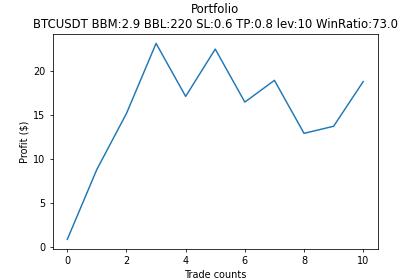 Portfolio
BTCUSDT BBM:2.9 BBL:220 SL:0.6 TP:0.8 lev:10 WinRatio:73.0
Profit ($)
20
15
10
5
0
0 2 4 6 8 10
Trade counts